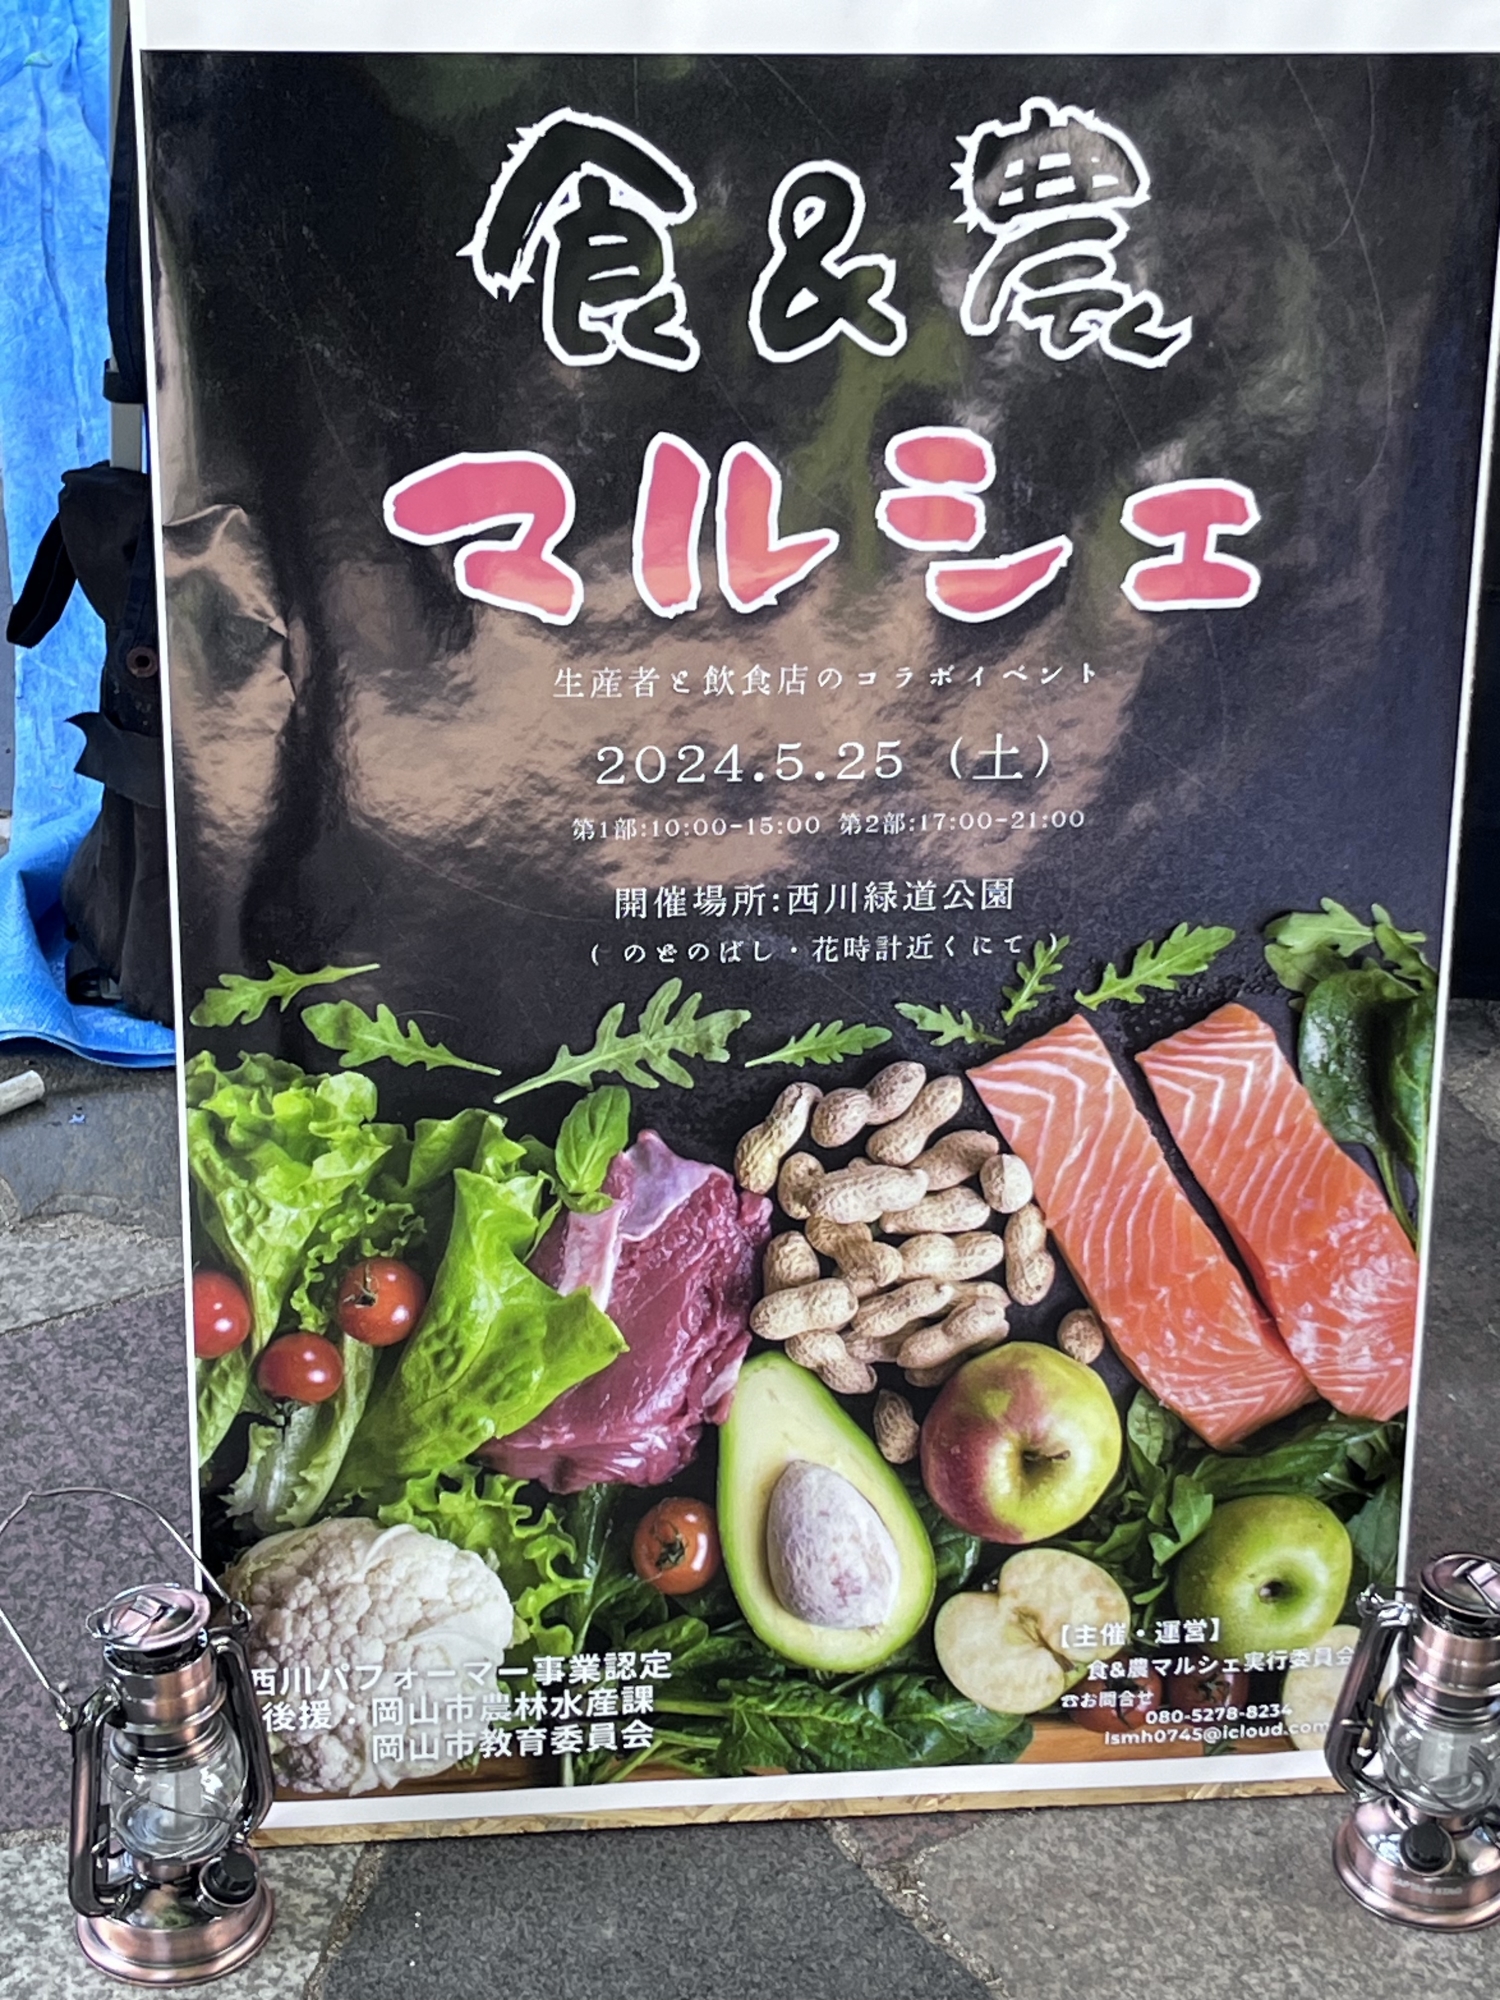 食&農
マルシェ
生産者と飲食店のコラボイベント
2024.5.25 (土)
第1部:10:00-15:00 第2部:17:00-21:00
開催場所:西川緑道公園
( のどのばし・花時計近くにて )
西川パフォーマー事業認定
後援:岡山市農林水産課
岡山市教育委員会
【主催・運営】
食&農マルシェ実行委員会
☎お問合せ
080-5278-8234
lsmh0745@icloud.com